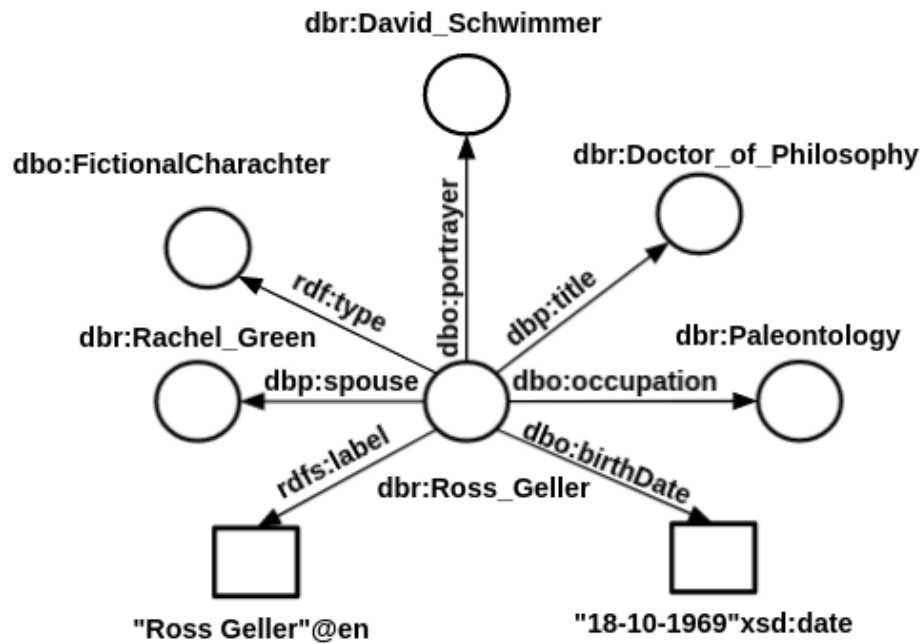 dbr:David_Schwimmer
dbr:Doctor_of_Philosophy
dbo:FictionalCharachter
dbo:portrayer
rdf:type
dbp:title
dbr:Rachel_Green
dbr:Paleontology
dbp:spouse
dbo:occupation
rdfs:label
dbo:birthDate
dbr:Ross_Geller
"Ross Geller"@en
"18-10-1969"xsd:date